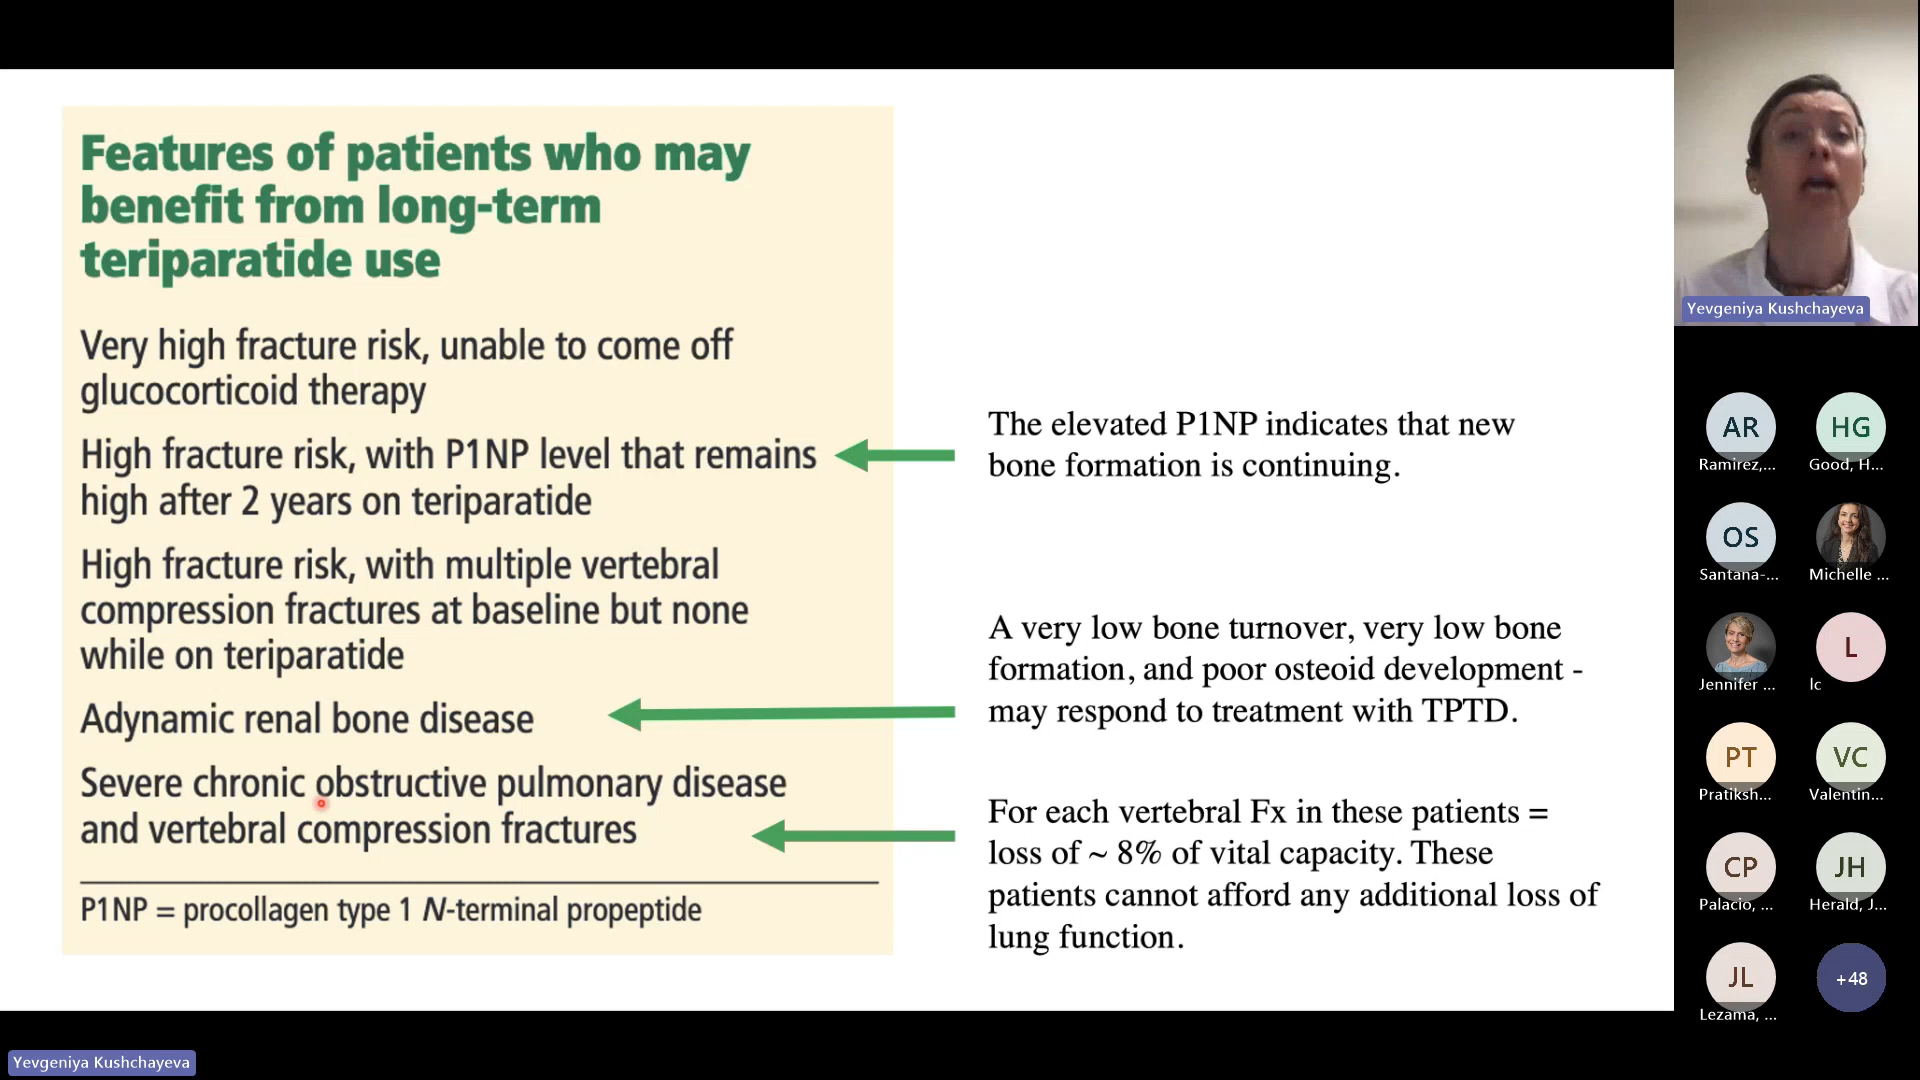 Features of patients who may
benefit from long-term
teriparatide use
Very high fracture risk, unable to come off
glucocorticoid therapy
High fracture risk, with P1NP level that remains
high after 2 years on teriparatide
High fracture risk, with multiple vertebral
compression fractures at baseline but none
while on teriparatide
Adynamic renal bone disease
Severe chronic obstructive pulmonary disease
and vertebral compression fractures
P1NP = procollagen type 1 N-terminal propeptide
The elevated P1NP indicates that new
bone formation is continuing.
A very low bone turnover, very low bone
formation, and poor osteoid development -
may respond to treatment with TPTD.
For each vertebral Fx in these patients =
loss of ~ 8% of vital capacity. These
patients cannot afford any additional loss of
lung function.
Yevgeniya Kushchayeva
AR
Ramirez,...
HG
Good, H...
OS
Santana-...
Michelle ...
Jennifer ...
L
lc
PT
Pratiksh...
VC
Valentin...
CP
Palacio, ...
JH
Herald, J...
JL
Lezama, ...
+48
Yevgeniya Kushchayeva